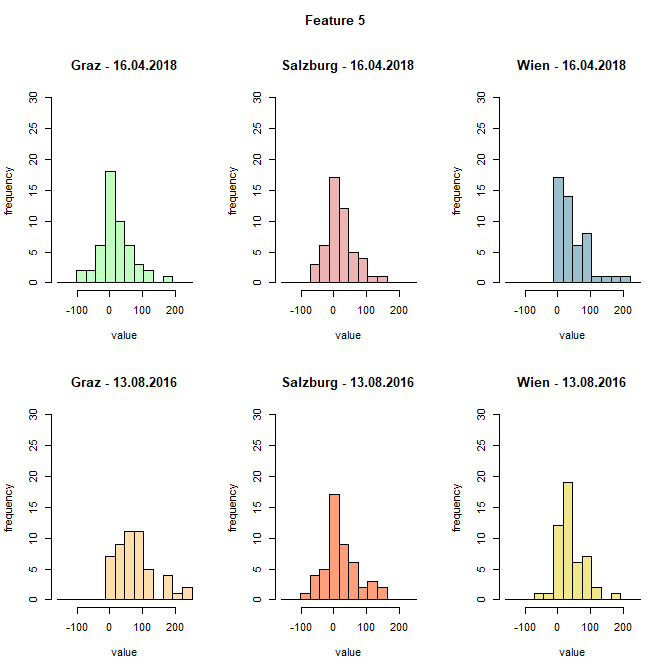 Feature 5
Graz - 16.04.2018
Salzburg - 16.04.2018
Wien - 16.04.2018
frequency
0 5 10 15 20 25 30
-100 0 100 200
value
frequency
0 5 10 15 20 25 30
-100 0 100 200
value
frequency
0 5 10 15 20 25 30
-100 0 100 200
value
Graz - 13.08.2016
Salzburg - 13.08.2016
Wien - 13.08.2016
frequency
0 5 10 15 20 25 30
-100 0 100 200
value
frequency
0 5 10 15 20 25 30
-100 0 100 200
value
frequency
0 5 10 15 20 25 30
-100 0 100 200
value